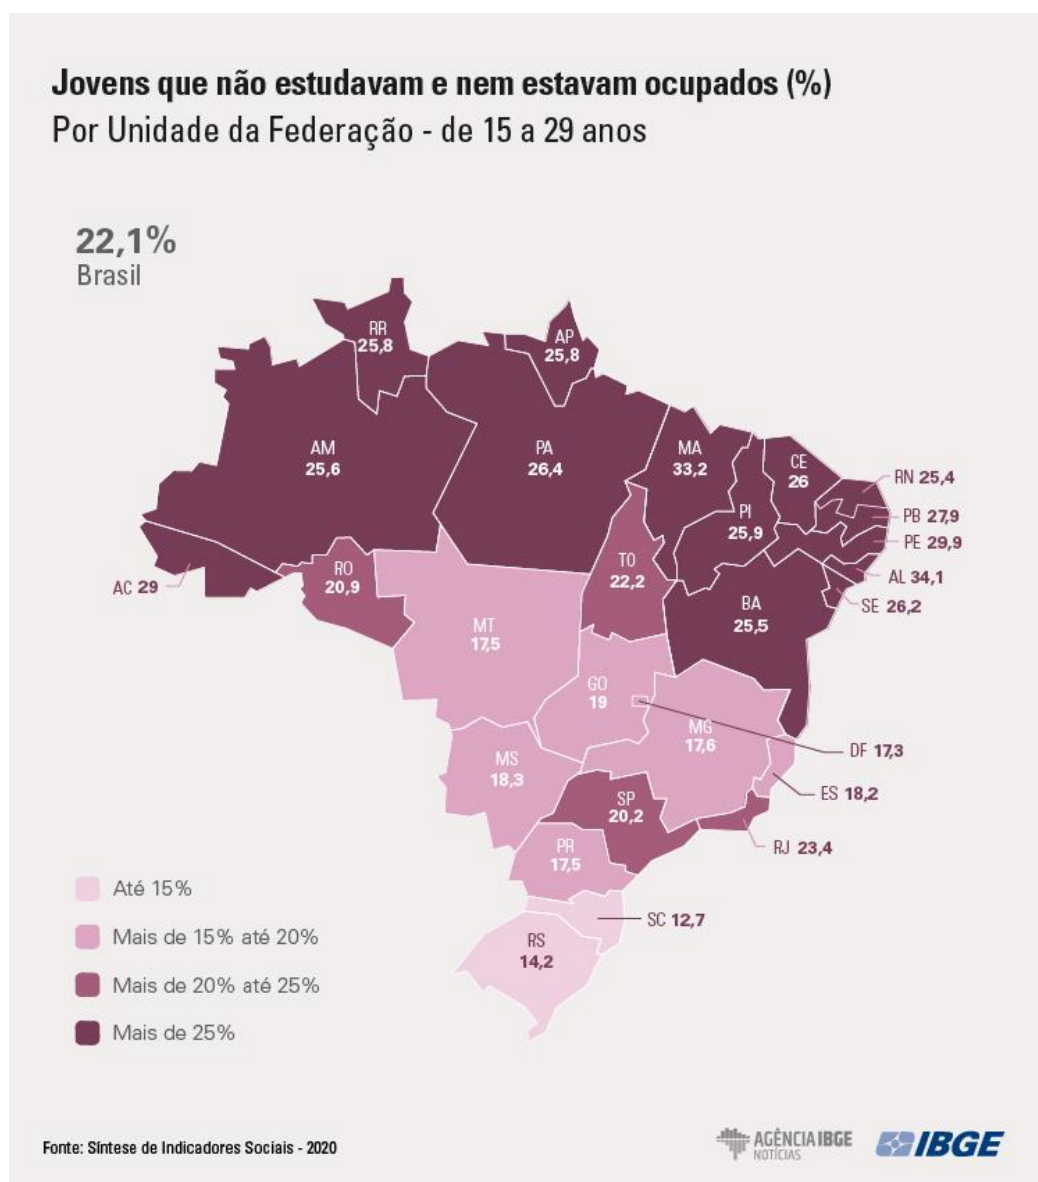 Jovens que não estudavam e nem estavam ocupados (%)
Por Unidade da Federação - de 15 a 29 anos
22,1%
Brasil
RR
25,8
AP
25,8
AM
25,6
PA
26,4
MA
33,2
CE
26
PI
25,9
RN 25,4
PB 27,9
PE 29,9
AL 34,1
SE 26,2
AC 29
RO
20,9
TO
22,2
BA
25,5
MT
17,5
GO
19
DF 17,3
MG
17,6
MS
18,3
ES 18,2
SP
20,2
RJ 23,4
PR
17,5
SC 12,7
RS
14,2
Até 15%
Mais de 15% até 20%
Mais de 20% até 25%
Mais de 25%
Fonte: Síntese de Indicadores Sociais - 2020
AGÊNCIA IBGE
NOTÍCIAS
IBGE